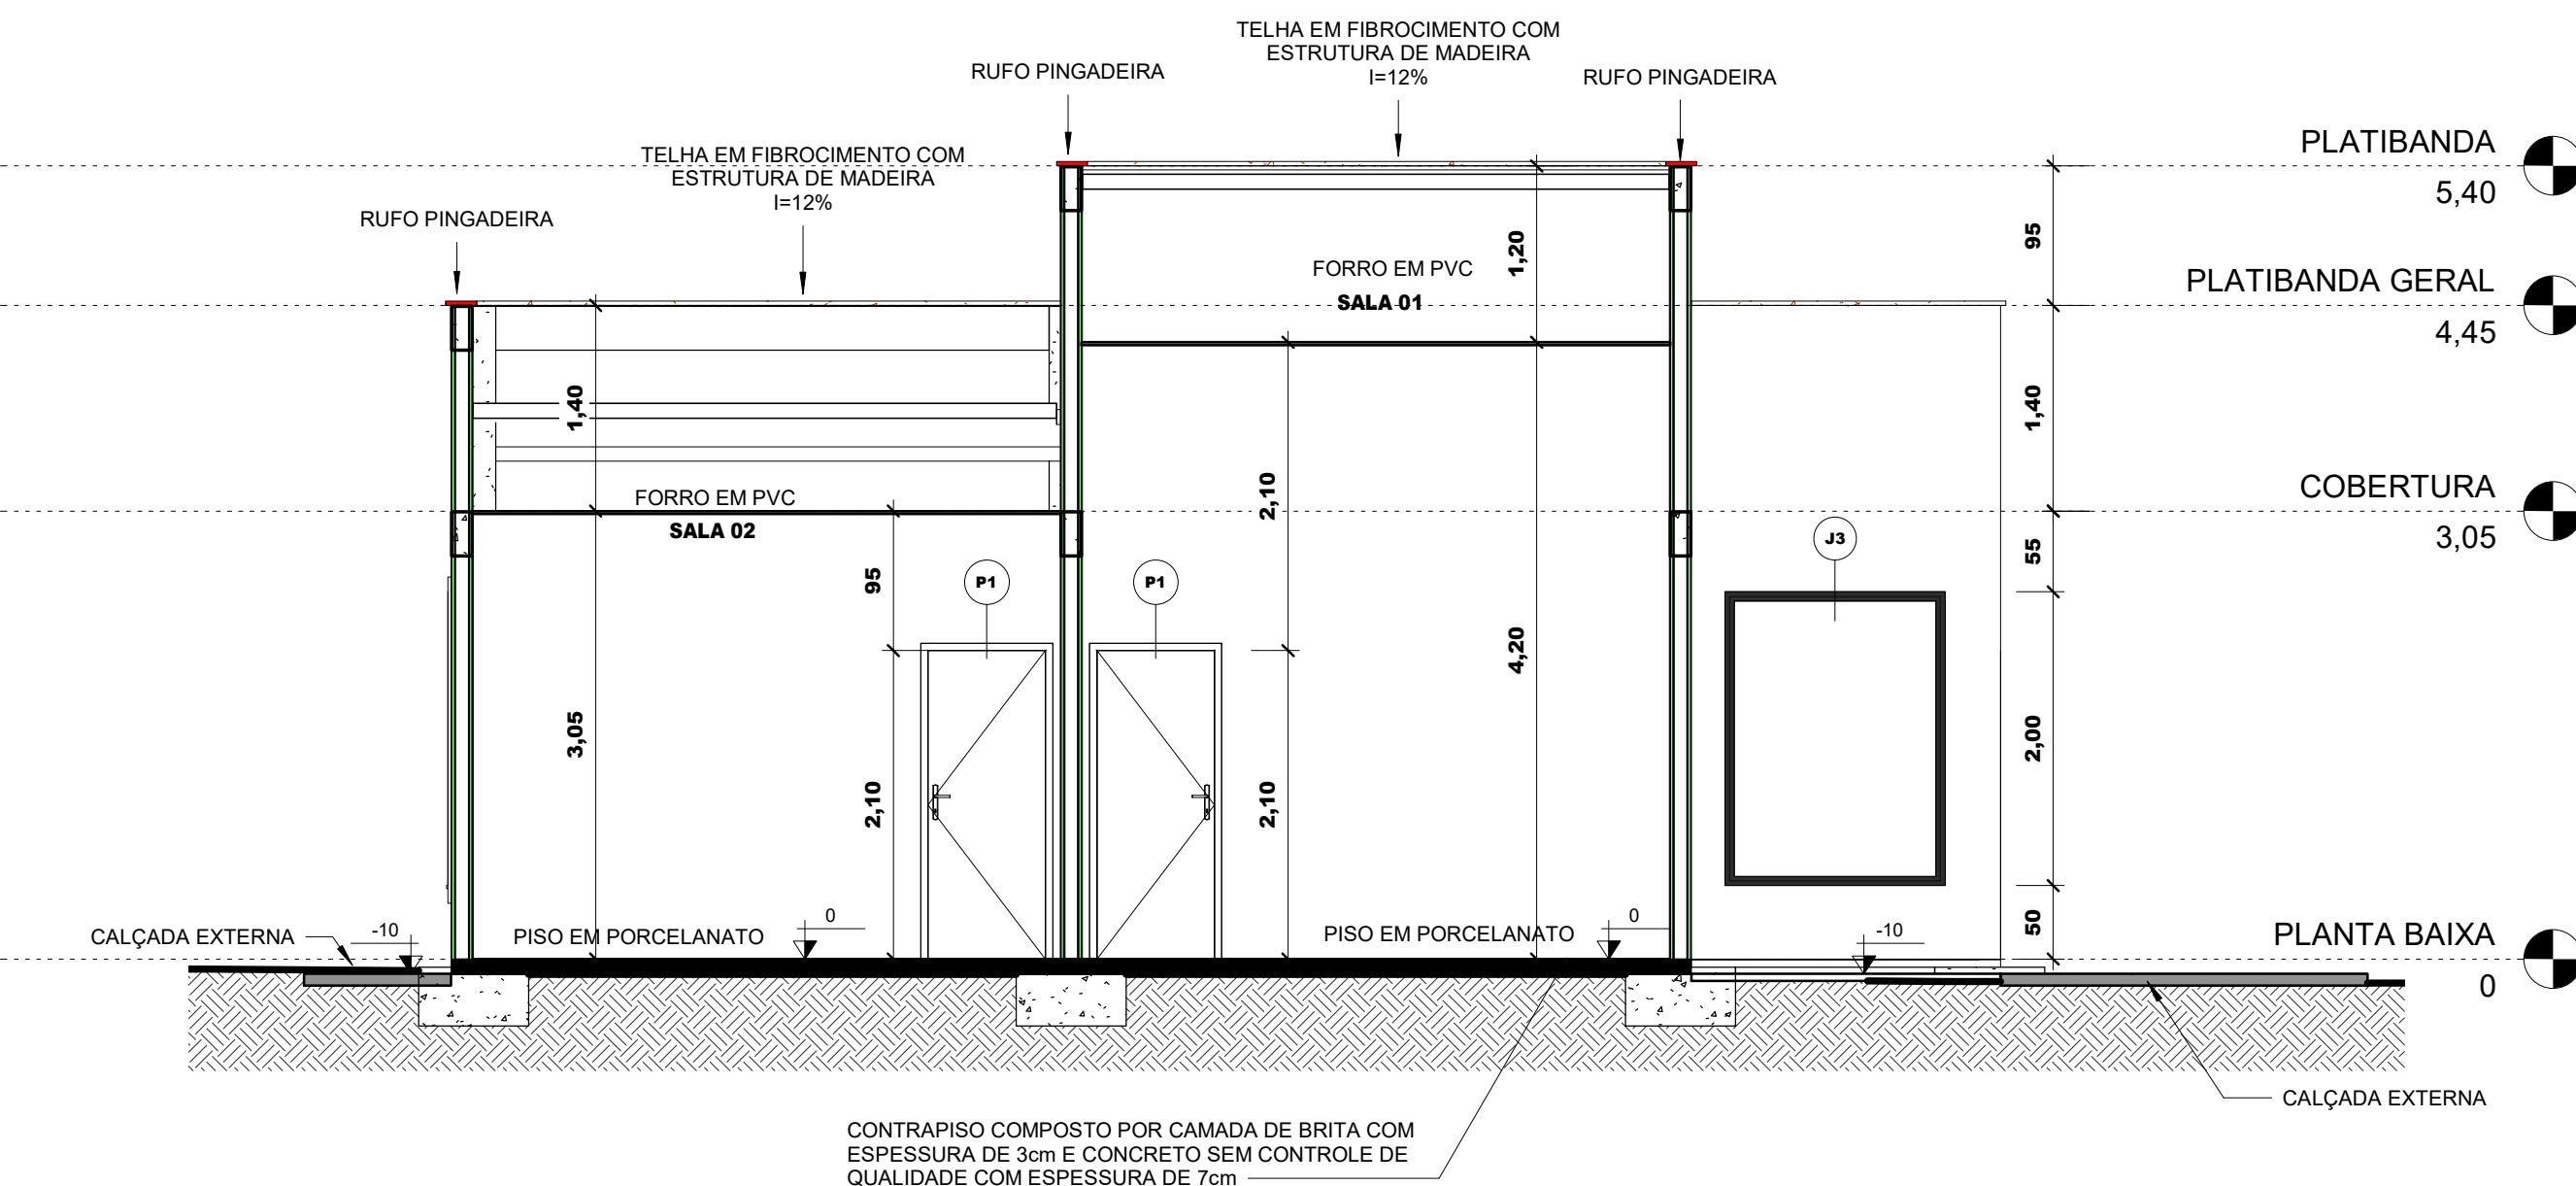 TELHA EM FIBROCIMENTO COM
ESTRUTURA DE MADEIRA
I=12%
RUFO PINGADEIRA
RUFO PINGADEIRA
PLATIBANDA
5,40
TELHA EM FIBROCIMENTO COM
ESTRUTURA DE MADEIRA
I=12%
RUFO PINGADEIRA
95
1,20
FORRO EM PVC
SALA 01
PLATIBANDA GERAL
4,45
1,40
1,40
FORRO EM PVC
SALA 02
2,10
COBERTURA
3,05
J3
55
95
P1
P1
4,20
3,05
2,00
2,10
2,10
CALÇADA EXTERNA
-10
PISO EM PORCELANATO
0
PISO EM PORCELANATO
0
-10
50
PLANTA BAIXA
0
CALÇADA EXTERNA
CONTRAPISO COMPOSTO POR CAMADA DE BRITA COM
ESPESSURA DE 3cm E CONCRETO SEM CONTROLE DE
QUALIDADE COM ESPESSURA DE 7cm